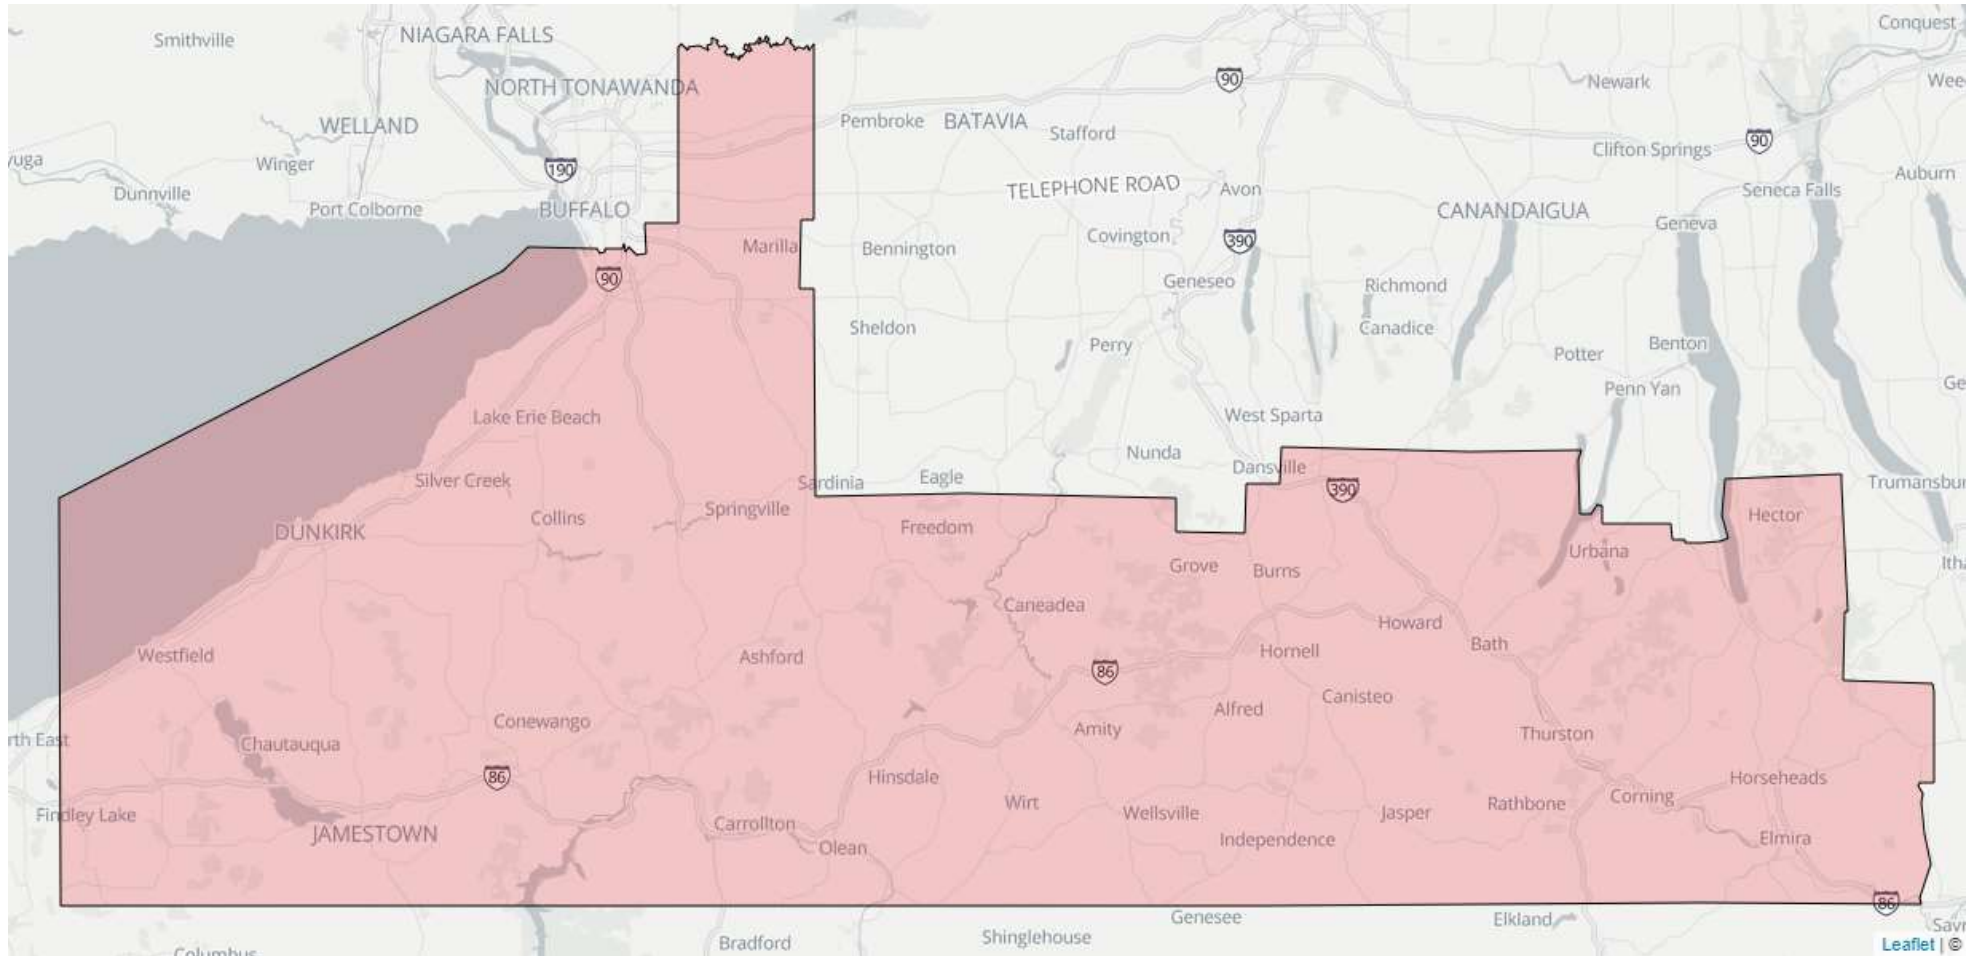 Smithville
NIAGARA FALLS
Conquest
90
Newark
NORTH TONAWANDA
Pembroke
BATAVIA
WELLAND
Stafford
90
Clifton Springs
Winger
190
Auburn
TELEPHONE ROAD
Avon
Seneca Falls
Dunnville
Port Colborne
BUFFALO
CANANDAIGUA
Geneva
Covington
390
Marilla
Bennington
90
Geneseo
Richmond
Sheldon
Canadice
Perry
Benton
Potter
Penn Yan
Lake Erie Beach
West Sparta
Nunda
Dansville
Silver Creek
Sardinia
Eagle
Trumansbu
390
Springville
Collins
Freedom
Hector
DUNKIRK
Urbana
Grove
Burns
Caneadea
Howard
Bath
Westfield
Ashford
Hornell
86
Canisteo
Alfred
Conewango
Amity
Thurston
rth East
Chautauqua
86
Hinsdale
Horseheads
Wirt
Rathbone
Corning
Findley Lake
Wellsville
Jasper
Carrollton
JAMESTOWN
Independence
Elmira
Olean
86
Genesee
Elkland
Shinglehouse
Bradford
Columbus
Leaflet | ©